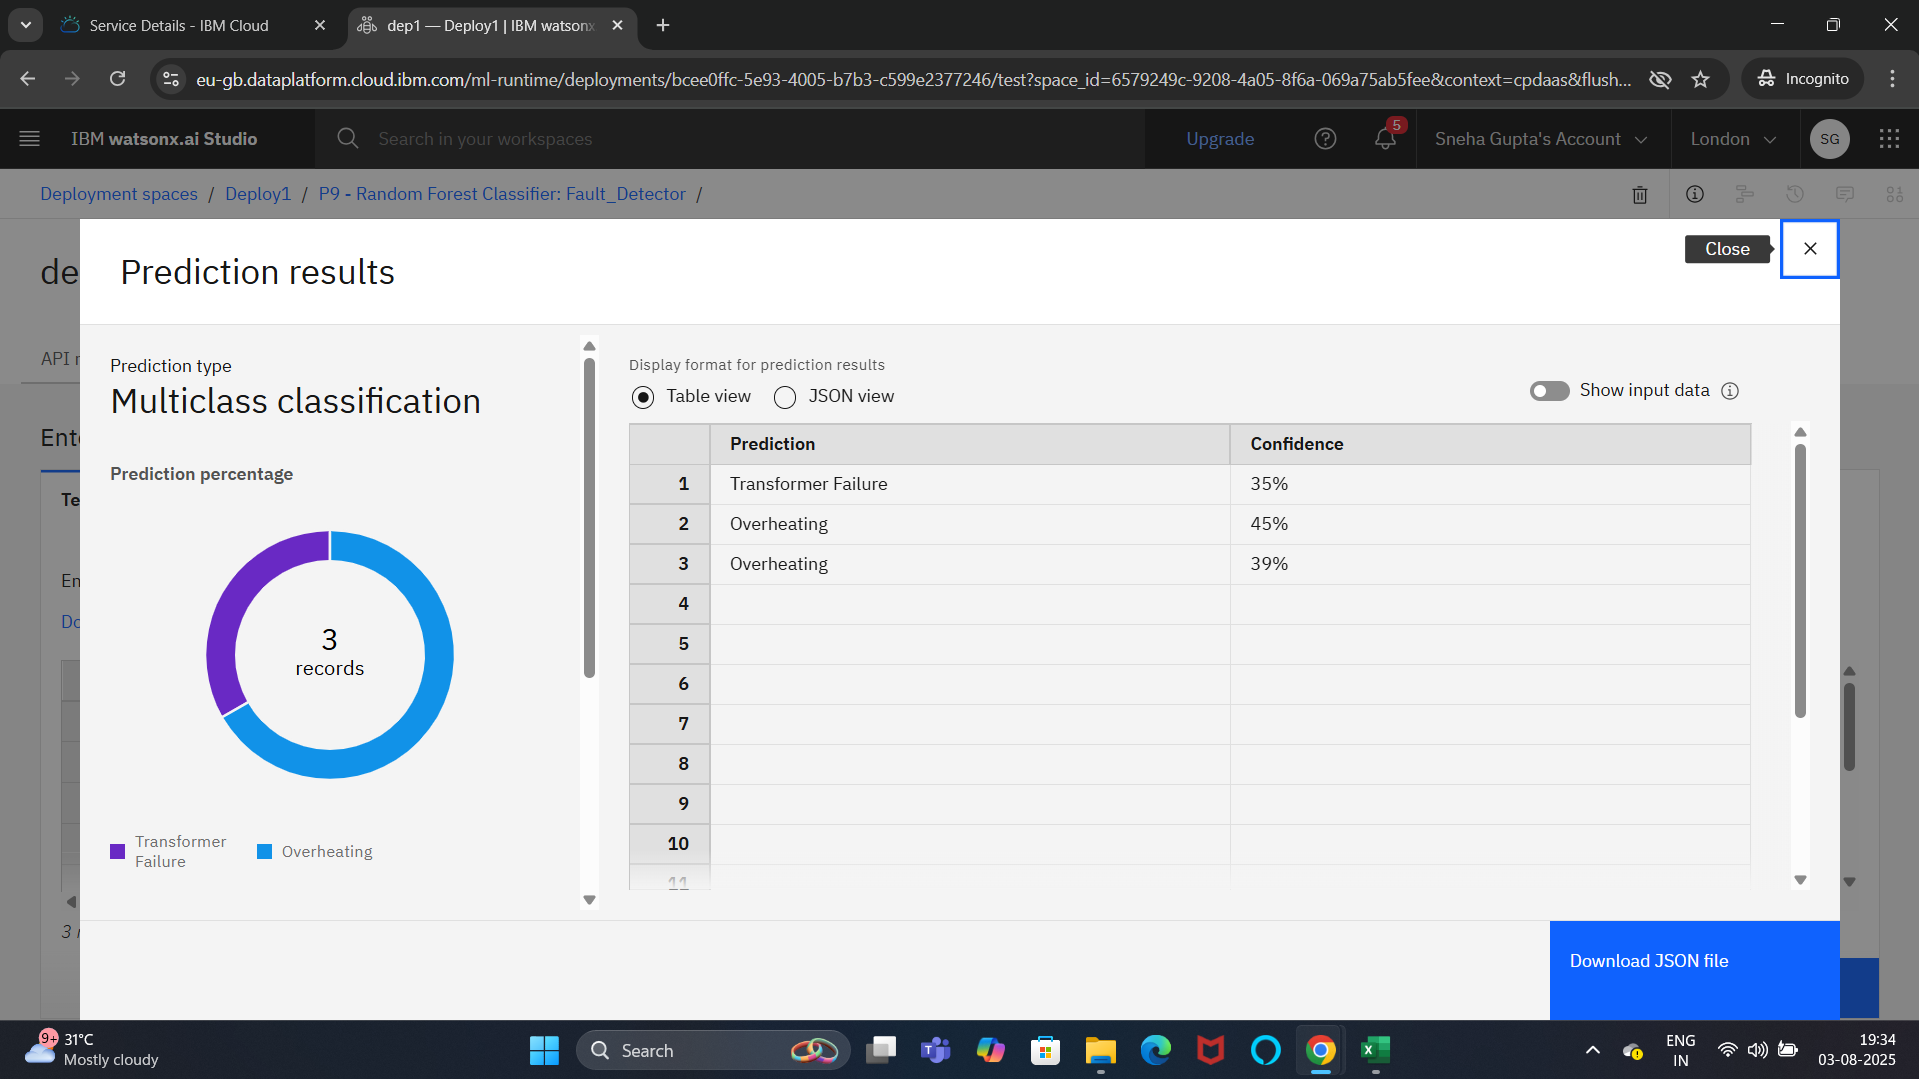 Service Details - IBM Cloud
dep1 — Deploy1 | IBM watsonx
eu-gb.dataplatform.cloud.ibm.com/ml-runtime/deployments/bcee0ffc-5e93-4005-b7b3-c599e2377246/test?space_id=6579249c-9208-4a05-8f6a-069a75ab5fee&context=cpdaas&flush...
Incognito
IBM watsonx.ai Studio
Search in your workspaces
Upgrade
5
Sneha Gupta's Account
London
SG
Deployment spaces / Deploy1 / P9 - Random Forest Classifier: Fault_Detector /
de
Prediction results
Close
API r
Ente
Te
En
Do
3 r
Prediction type
Multiclass classification
Prediction percentage
3
records
Transformer
Failure
Overheating
Display format for prediction results
Table view JSON view
Show input data
Prediction Confidence
1 Transformer Failure 35%
2 Overheating 45%
3 Overheating 39%
4
5
6
7
8
9
10
11
Download JSON file
9+
31°C
Mostly cloudy
Search
ENG
IN
19:34
03-08-2025